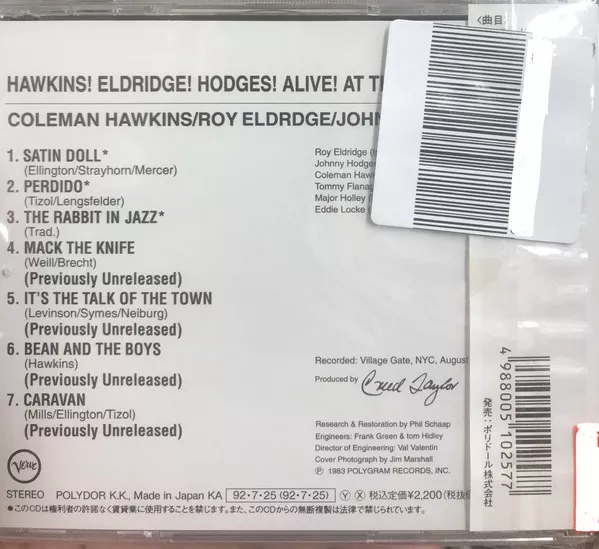 〈曲目
HAWKINS! ELDRIDGE! HODGES! ALIVE! AT
COLEMAN HAWKINS/ROY ELDRDGE/JOHN
1. SATIN DOLL*
(Ellington/Strayhorn/Mercer)
2. PERDIDO*
(Tizol/Lengsfelder)
3. THE RABBIT IN JAZZ*
(Trad.)
4. MACK THE KNIFE
(Weill/Brecht)
(Previously Unreleased)
5. IT'S THE TALK OF THE TOWN
(Levinson/Symes/Neiburg)
(Previously Unreleased)
6. BEAN AND THE BOYS
(Hawkins)
(Previously Unreleased)
7. CARAVAN
(Mills/Ellington/Tizol)
(Previously Unreleased)
Roy Eldridge
Johnny Hodge
Coleman Haw
Tommy Flana
Major Holley
Eddie Locke
Recorded: Village Gate, NYC, August
Produced by Creed Taylor
Research & Restoration by Phil Schaap
Engineers: Frank Green & tom Hidley
Director of Engineering: Val Valentin
Cover Photograph by Jim Marshall
Ⓟ 1983 POLYGRAM RECORDS, INC.
Verve
STEREO POLYDOR K.K., Made in Japan KA 92・7・25 (92・7・25) Ⓨ Ⓧ 税込定価¥2,200(税抜
●このCDは権利者の許諾なく賃貸業に使用することを禁じます。また、このCDからの無断複製は法律で禁じられています。
4 988005 102577
発売:ポリドール株式会社